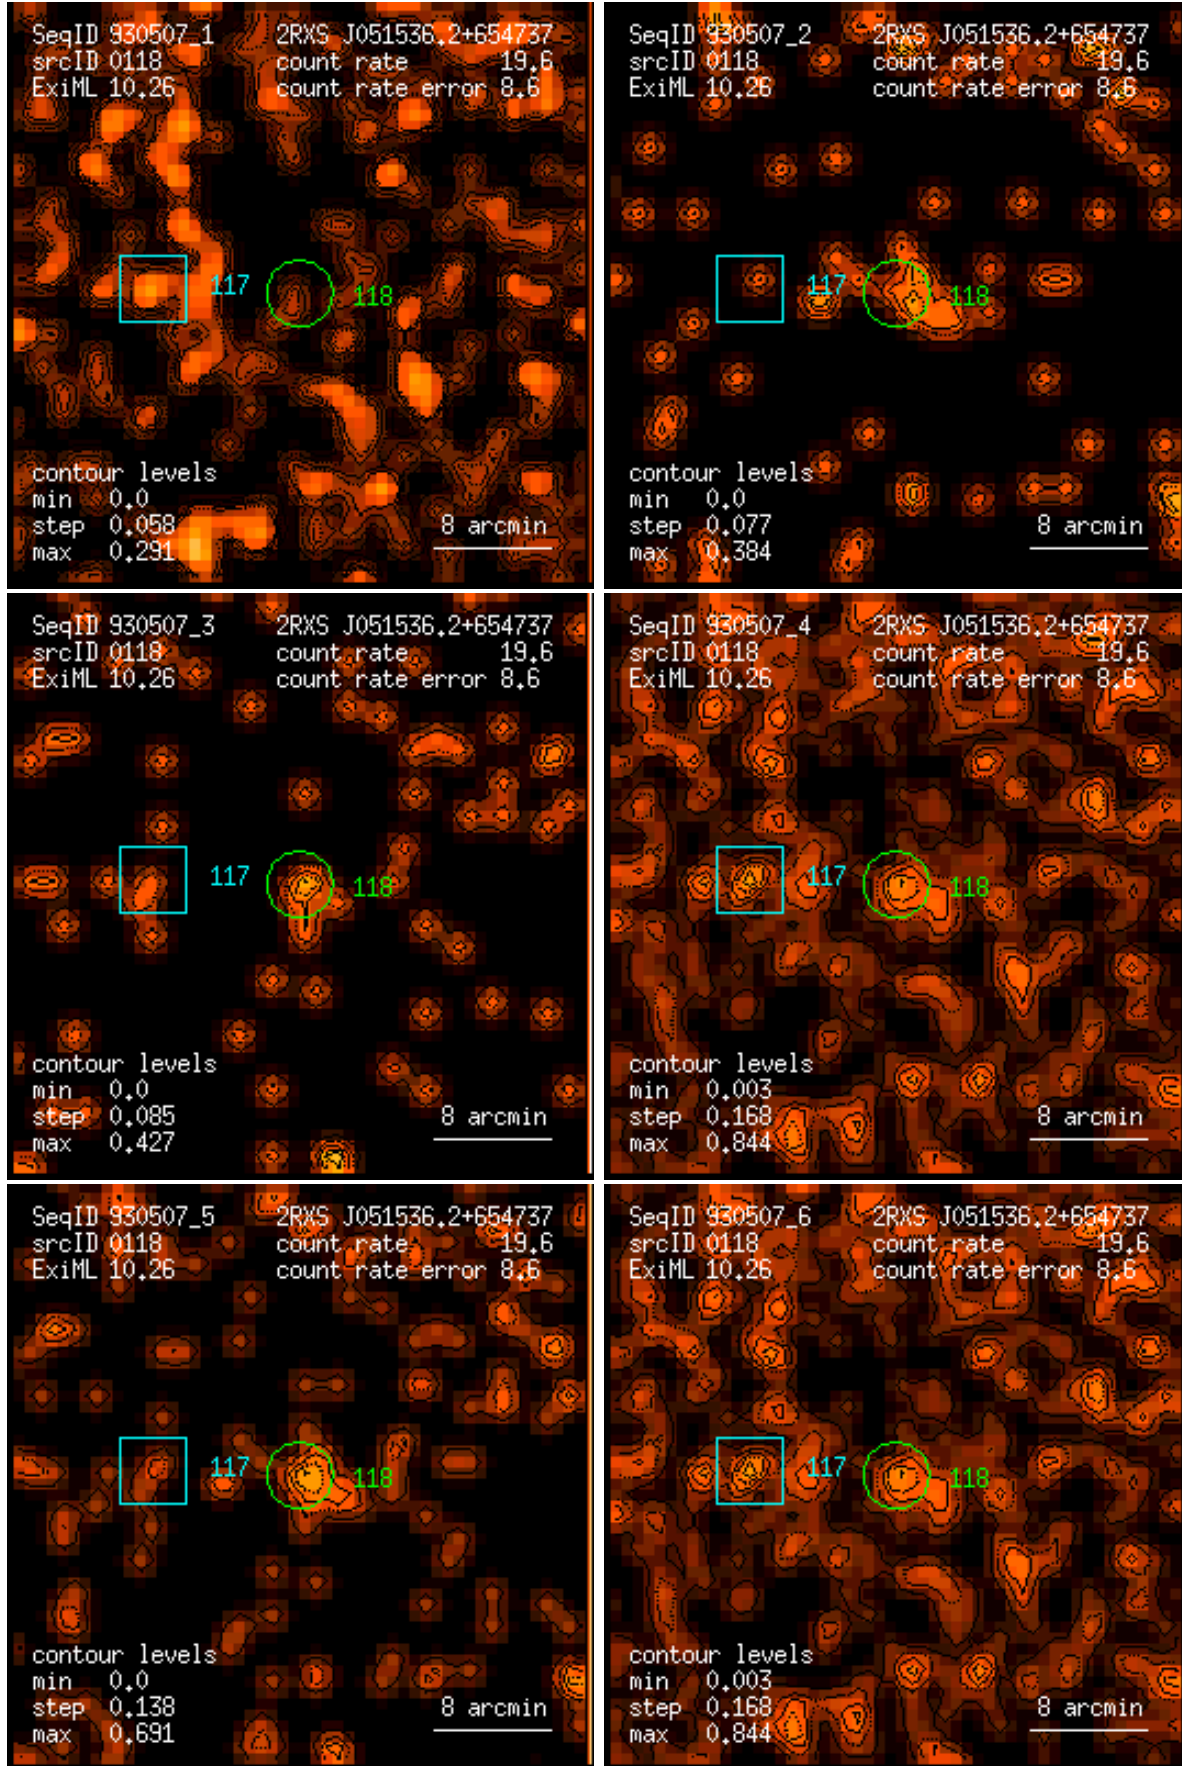 SeqID 930507_1 2RXS J051536.2+654737
srcID 0118 count rate 19.6
ExiML 10.26 count rate error 8.6
117
118
contour levels
min 0.0
step 0.058
max 0.291
8 arcmin
SeqID 930507_2 2RXS J051536.2+654737
srcID 0118 count rate 19.6
ExiML 10.26 count rate error 8.6
117
118
contour levels
min 0.0
step 0.077
max 0.384
8 arcmin
SeqID 930507_3 2RXS J051536.2+654737
srcID 0118 count rate 19.6
ExiML 10.26 count rate error 8.6
117
118
contour levels
min 0.0
step 0.085
max 0.427
8 arcmin
SeqID 930507_4 2RXS J051536.2+654737
srcID 0118 count rate 19.6
ExiML 10.26 count rate error 8.6
117
118
contour levels
min 0.003
step 0.168
max 0.844
8 arcmin
SeqID 930507_5 2RXS J051536.2+654737
srcID 0118 count rate 19.6
ExiML 10.26 count rate error 8.6
117
118
contour levels
min 0.0
step 0.138
max 0.691
8 arcmin
SeqID 930507_6 2RXS J051536.2+654737
srcID 0118 count rate 19.6
ExiML 10.26 count rate error 8.6
117
118
contour levels
min 0.003
step 0.168
max 0.844
8 arcmin